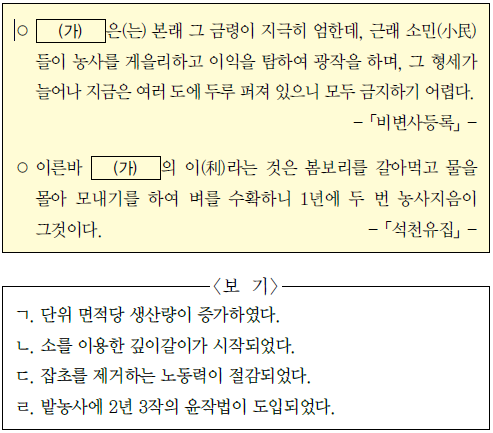 ○ (가) 은(는) 본래 그 금령이 지극히 엄한데, 근래 소민(小民)
들이 농사를 게을리하고 이익을 탐하여 광작을 하며, 그 형세가
늘어나 지금은 여러 도에 두루 퍼져 있으니 모두 금지하기 어렵다.
-「비변사등록」-
○ 이른바 (가) 의 이(利)라는 것은 봄보리를 갈아먹고 물을
몰아 모내기를 하여 벼를 수확하니 1년에 두 번 농사지음이
그것이다. -「석천유집」-
〈보 기〉
ㄱ. 단위 면적당 생산량이 증가하였다.
ㄴ. 소를 이용한 깊이갈이가 시작되었다.
ㄷ. 잡초를 제거하는 노동력이 절감되었다.
ㄹ. 밭농사에 2년 3작의 윤작법이 도입되었다.